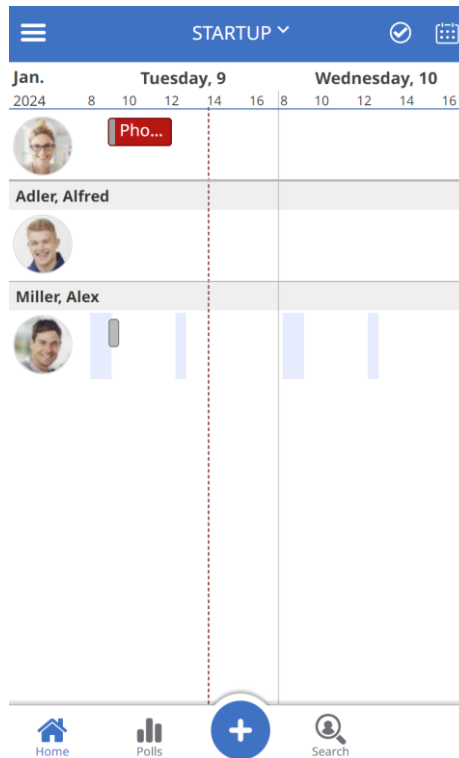 STARTUP
Jan. Tuesday, 9 Wednesday, 10
2024 8 10 12 14 16 8 10 12 14 16
Pho...
Adler, Alfred
Miller, Alex
Home Polls Search